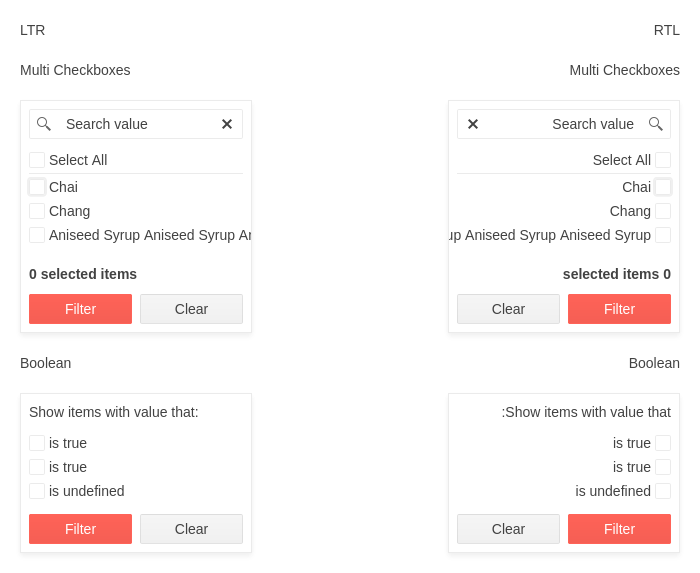 LTR
RTL
Multi Checkboxes
Multi Checkboxes
Search value
Search value
Select All
Select All
Chai
Chai
Chang
Chang
Aniseed Syrup Aniseed Syrup
Aniseed Syrup Aniseed Syrup
0 selected items
selected items 0
Filter Clear
Clear Filter
Boolean
Boolean
Show items with value that:
:Show items with value that
is true
is true
is true
is true
is undefined
is undefined
Filter Clear
Clear Filter